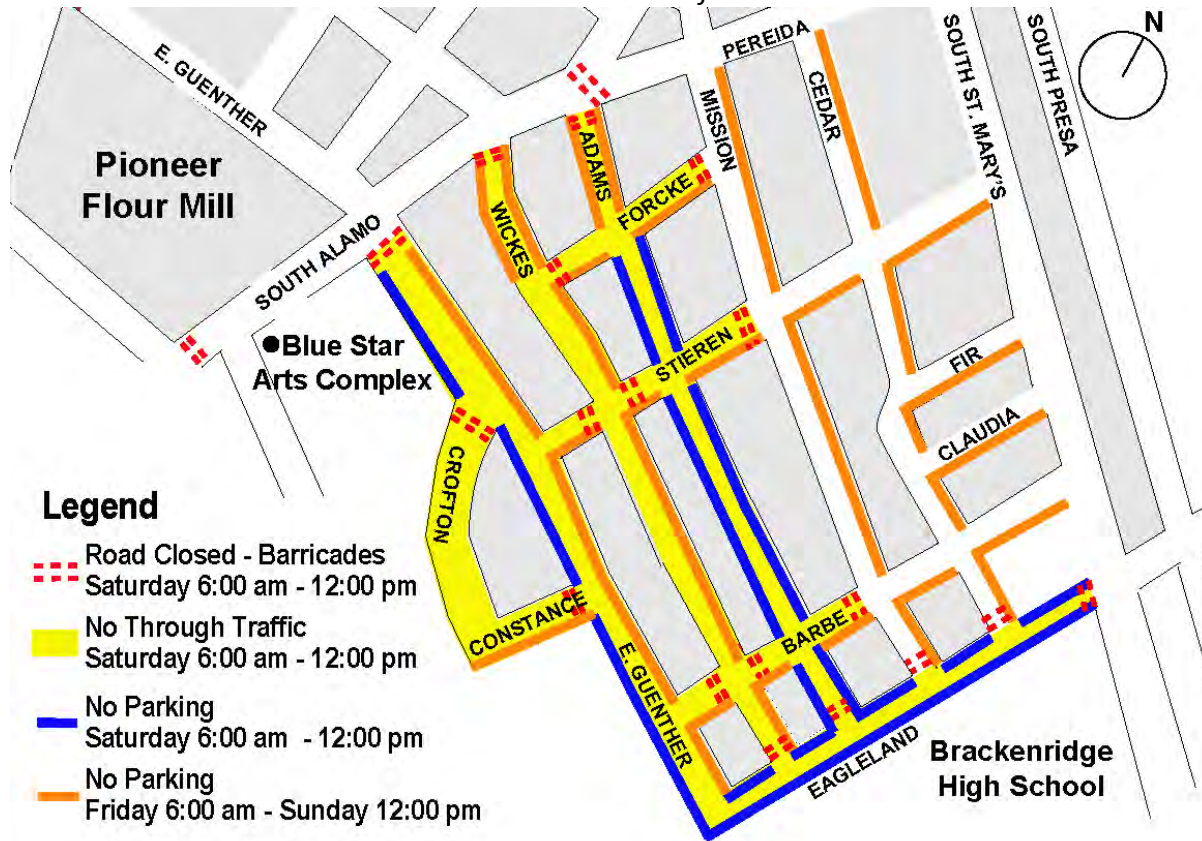 PEREIDA
N
E. GUENTHER
CEDAR
SOUTH ST. MARY'S
SOUTH PRESA
MISSION
Pioneer
Flour Mill
ADAMS
FORCKE
WICKES
SOUTH ALAMO
Blue Star
Arts Complex
STIEREN
FIR
CLAUDIA
CROFTON
Legend
Road Closed - Barricades
Saturday 6:00 am - 12:00 pm
No Through Traffic
Saturday 6:00 am - 12:00 pm
No Parking
Saturday 6:00 am - 12:00 pm
No Parking
Friday 6:00 am - Sunday 12:00 pm
CONSTANCE
BARBE
E. GUENTHER
EAGLELAND
Brackenridge
High School